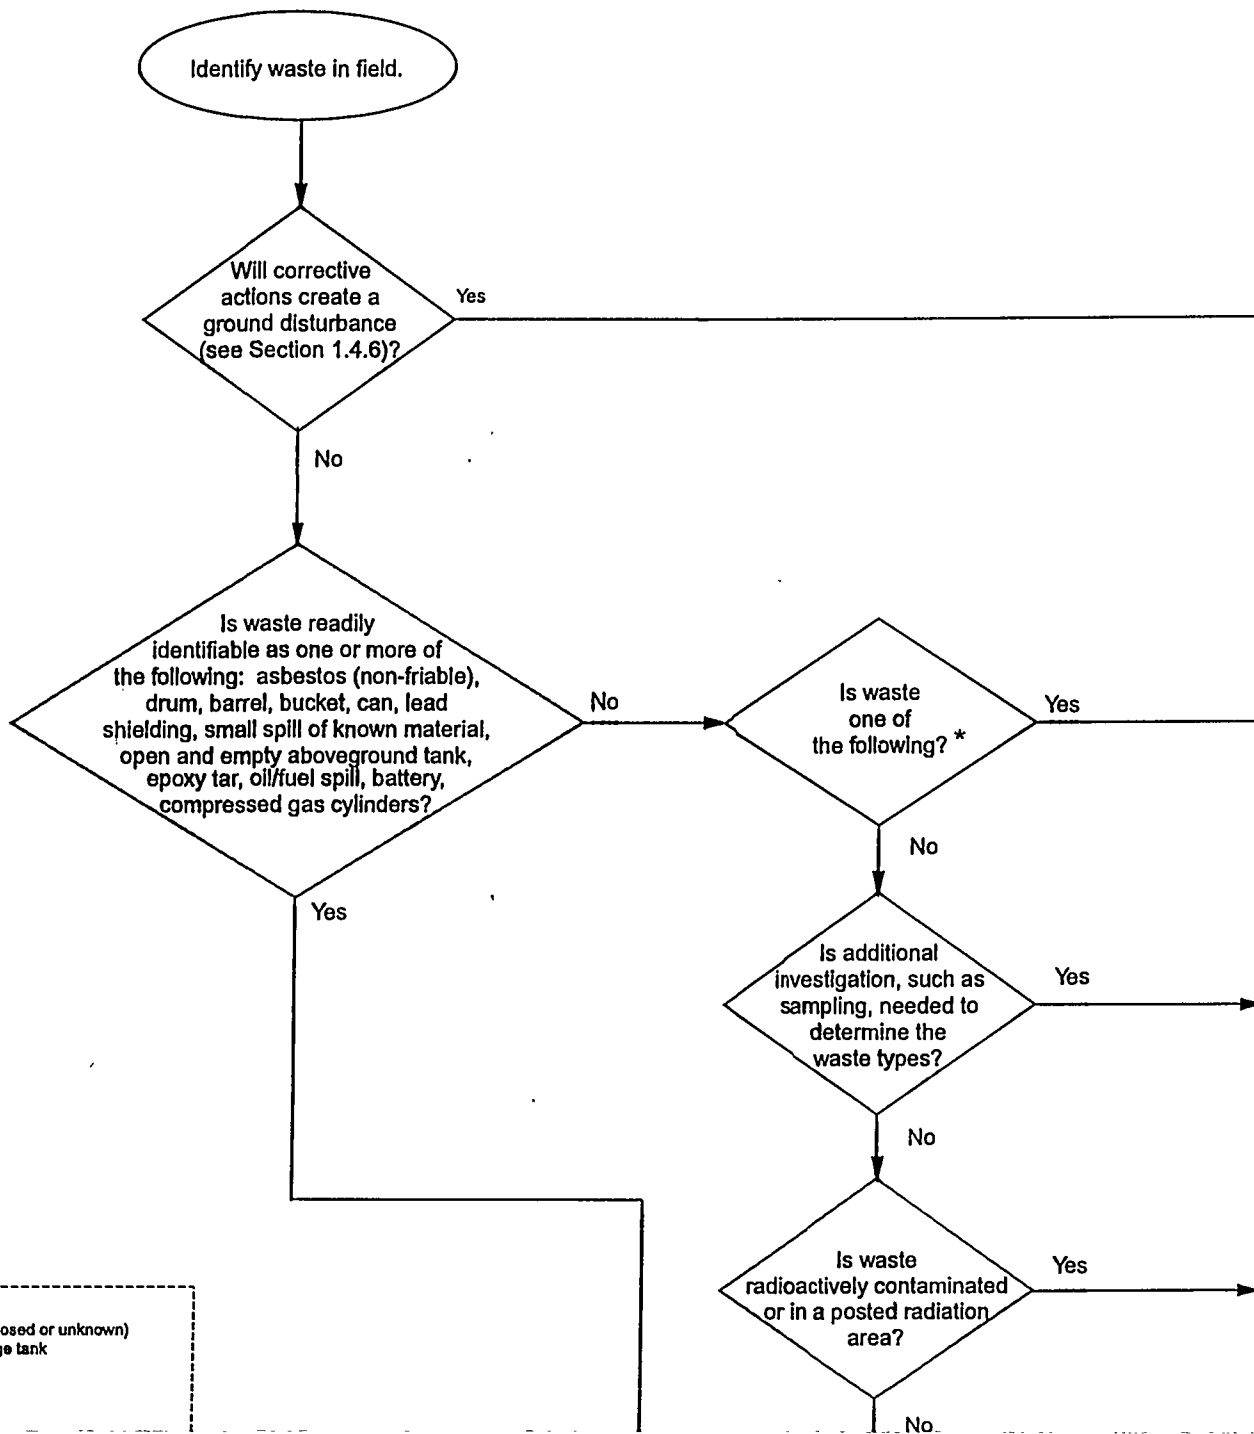 Identify waste in field.
Will corrective
actions create a
ground disturbance
(see Section 1.4.6)?
Yes
No
Is waste readily
identifiable as one or more of
the following: asbestos (non-friable),
drum, barrel, bucket, can, lead
shielding, small spill of known material,
open and empty aboveground tank,
epoxy tar, oil/fuel spill, battery,
compressed gas cylinders?
No
Yes
Is waste
one of
the following? *
Yes
No
Is additional
investigation, such as
sampling, needed to
determine the
waste types?
Yes
No
Is waste
radioactively contaminated
or in a posted radiation
area?
Yes
No
or unknown)
tank